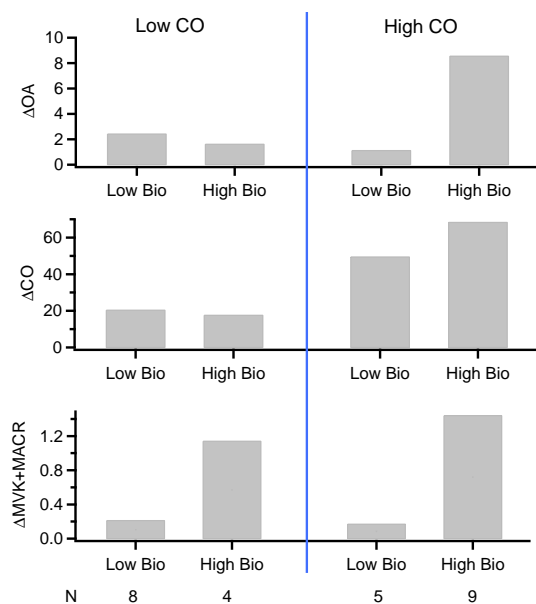 Low CO High CO
ΔOA
10
8
6
4
2
0
Low Bio High Bio Low Bio High Bio
ΔCO
60
40
20
0
Low Bio High Bio Low Bio High Bio
ΔMVK+MACR
1.2
0.8
0.4
0.0
Low Bio High Bio Low Bio High Bio
N 8 4 5 9